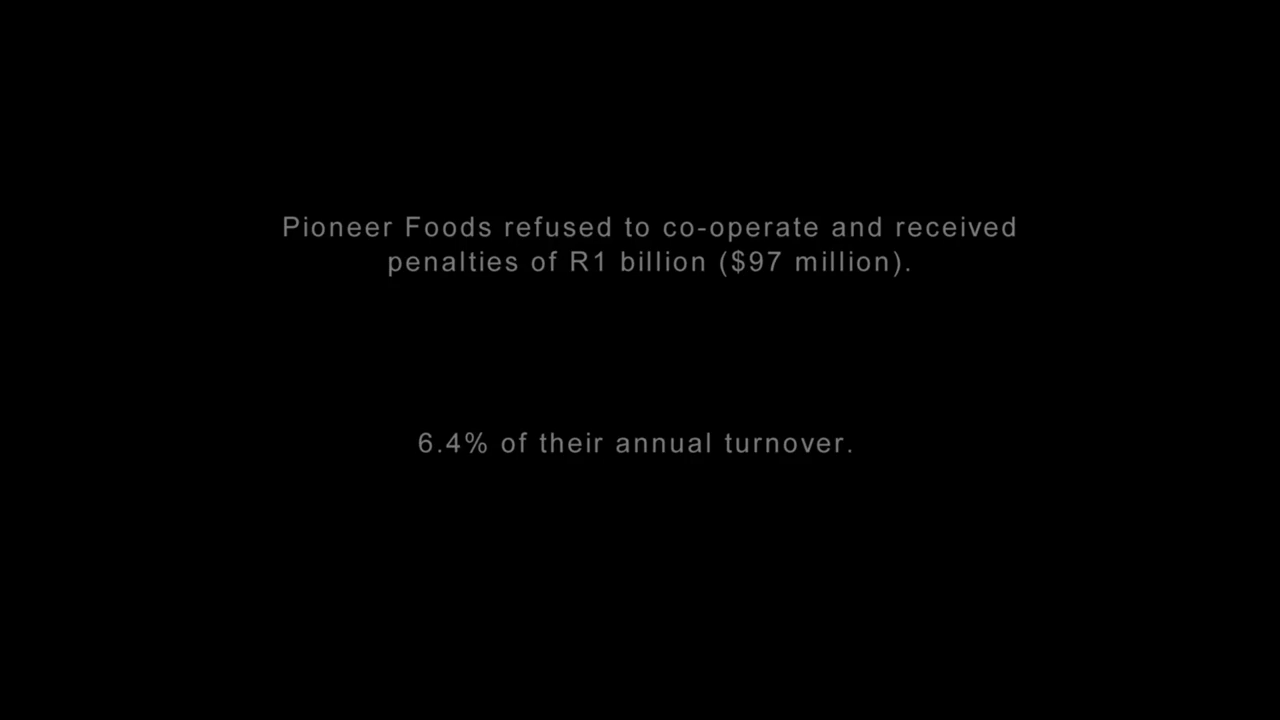 Pioneer Foods refused to co-operate and received
penalties of R1 billion ($97 million).
6.4% of their annual turnover.